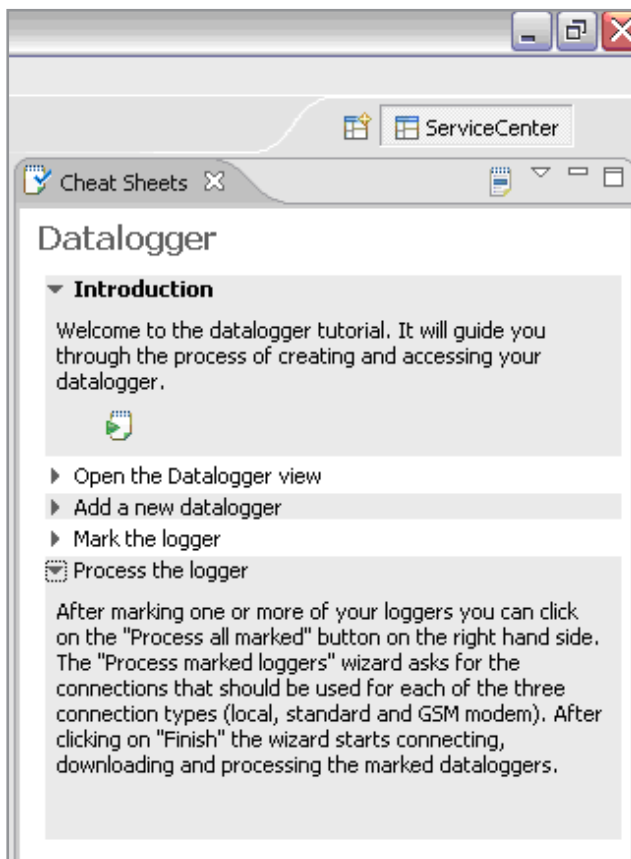 ServiceCenter
Cheat Sheets
Datalogger
Introduction
Welcome to the datalogger tutorial. It will guide you
through the process of creating and accessing your
datalogger.
Open the Datalogger view
Add a new datalogger
Mark the logger
Process the logger
After marking one or more of your loggers you can click
on the "Process all marked" button on the right hand side.
The "Process marked loggers" wizard asks for the
connections that should be used for each of the three
connection types (local, standard and GSM modem). After
clicking on "Finish" the wizard starts connecting,
downloading and processing the marked dataloggers.